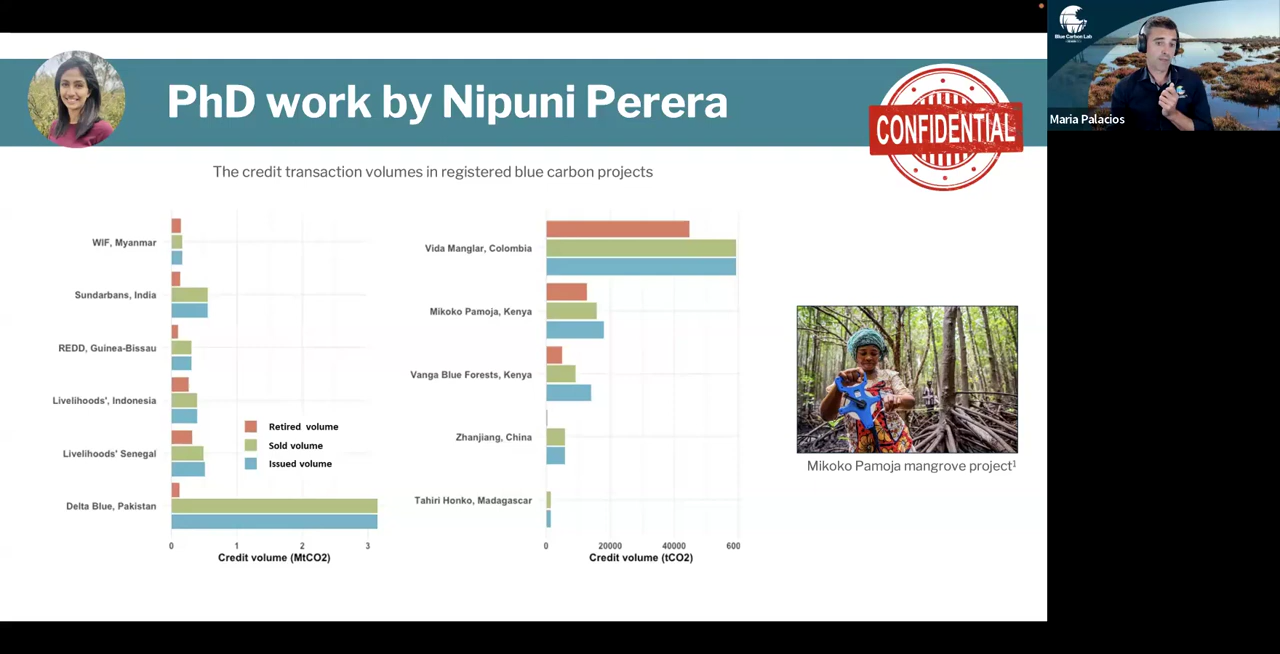 PhD work by Nipuni Perera
CONFIDENTIAL
Blue Carbon Lab
Maria Palacios
The credit transaction volumes in registered blue carbon projects
WIF, Myanmar
Sundarbans, India
REDD, Guinea-Bissau
Livelihoods', Indonesia
Livelihoods' Senegal
Delta Blue, Pakistan
Retired volume
Sold volume
Issued volume
0 1 2 3
Credit volume (MtCO2)
Vida Manglar, Colombia
Mikoko Pamoja, Kenya
Vanga Blue Forests, Kenya
Zhanjiang, China
Tahiri Honko, Madagascar
0 20000 40000 600
Credit volume (tCO2)
Mikoko Pamoja mangrove project¹